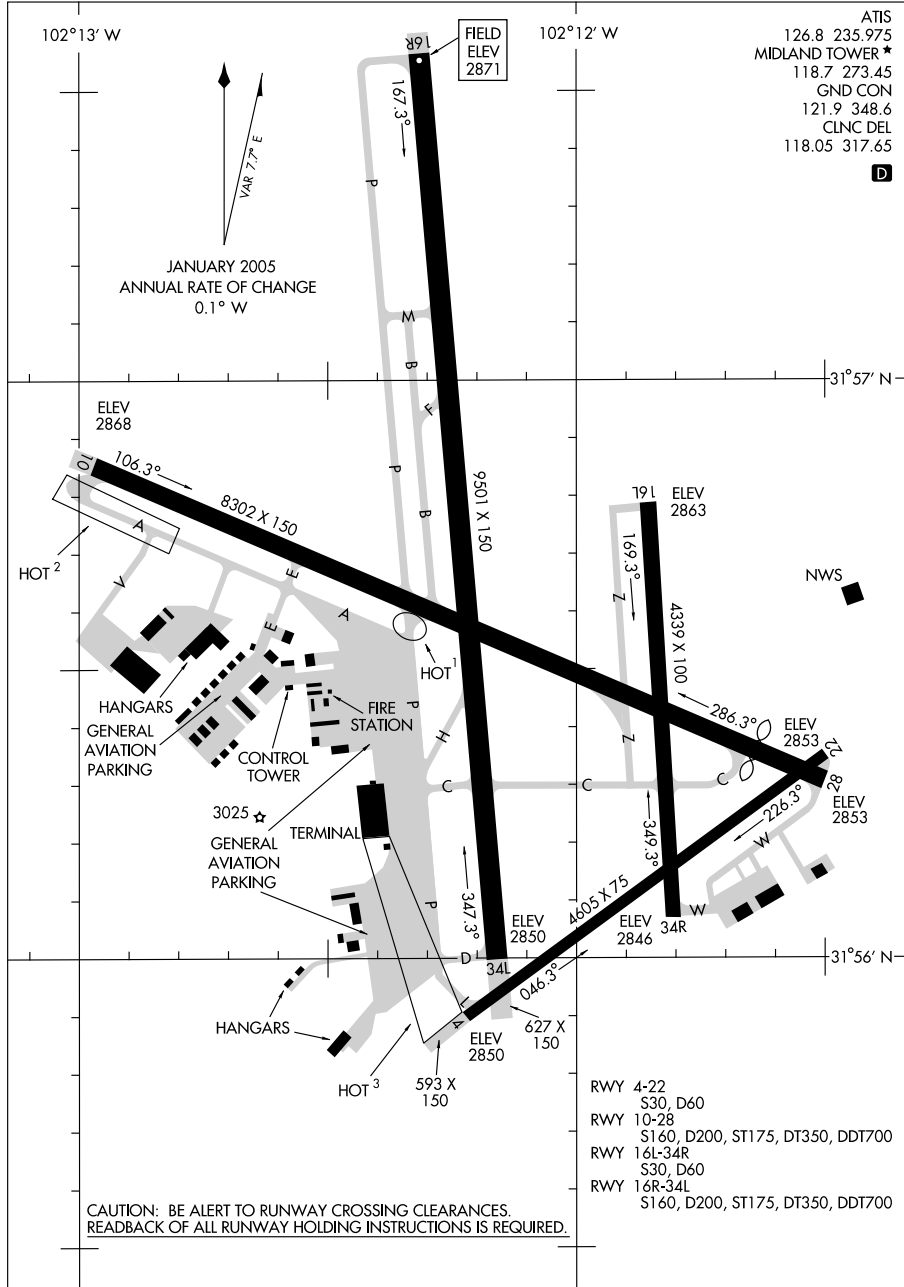 102°13' W
FIELD
ELEV
2871
102°12' W
ATIS
126.8 235.975
MIDLAND TOWER ★
118.7 273.45
GND CON
121.9 348.6
CLNC DEL
118.05 317.65
D
16R
167.3°
VAR 7.7° E
P
JANUARY 2005
ANNUAL RATE OF CHANGE
0.1° W
M
B
31°57' N
F
ELEV
2868
10
106.3°
8302 X 150
P
B
9501 X 150
16L
ELEV
2863
169.3°
A
HOT 2
V
E
A
Z
4339 X 100
NWS
E
HOT 1
HANGARS
GENERAL
AVIATION
PARKING
CONTROL
TOWER
FIRE
STATION
P
H
Z
286.3°
ELEV
2853
22
28
C
C
C
ELEV
2853
226.3°
3025
TERMINAL
GENERAL
AVIATION
PARKING
349.3°
W
347.3°
P
4605 X 75
ELEV
2850
ELEV
2846
34R
W
D
34L
046.3°
31°56' N
HANGARS
L
4
ELEV
2850
627 X
150
HOT 3
593 X
150
RWY 4-22
S30, D60
RWY 10-28
S160, D200, ST175, DT350, DDT700
RWY 16L-34R
S30, D60
RWY 16R-34L
S160, D200, ST175, DT350, DDT700
CAUTION: BE ALERT TO RUNWAY CROSSING CLEARANCES.
READBACK OF ALL RUNWAY HOLDING INSTRUCTIONS IS REQUIRED.